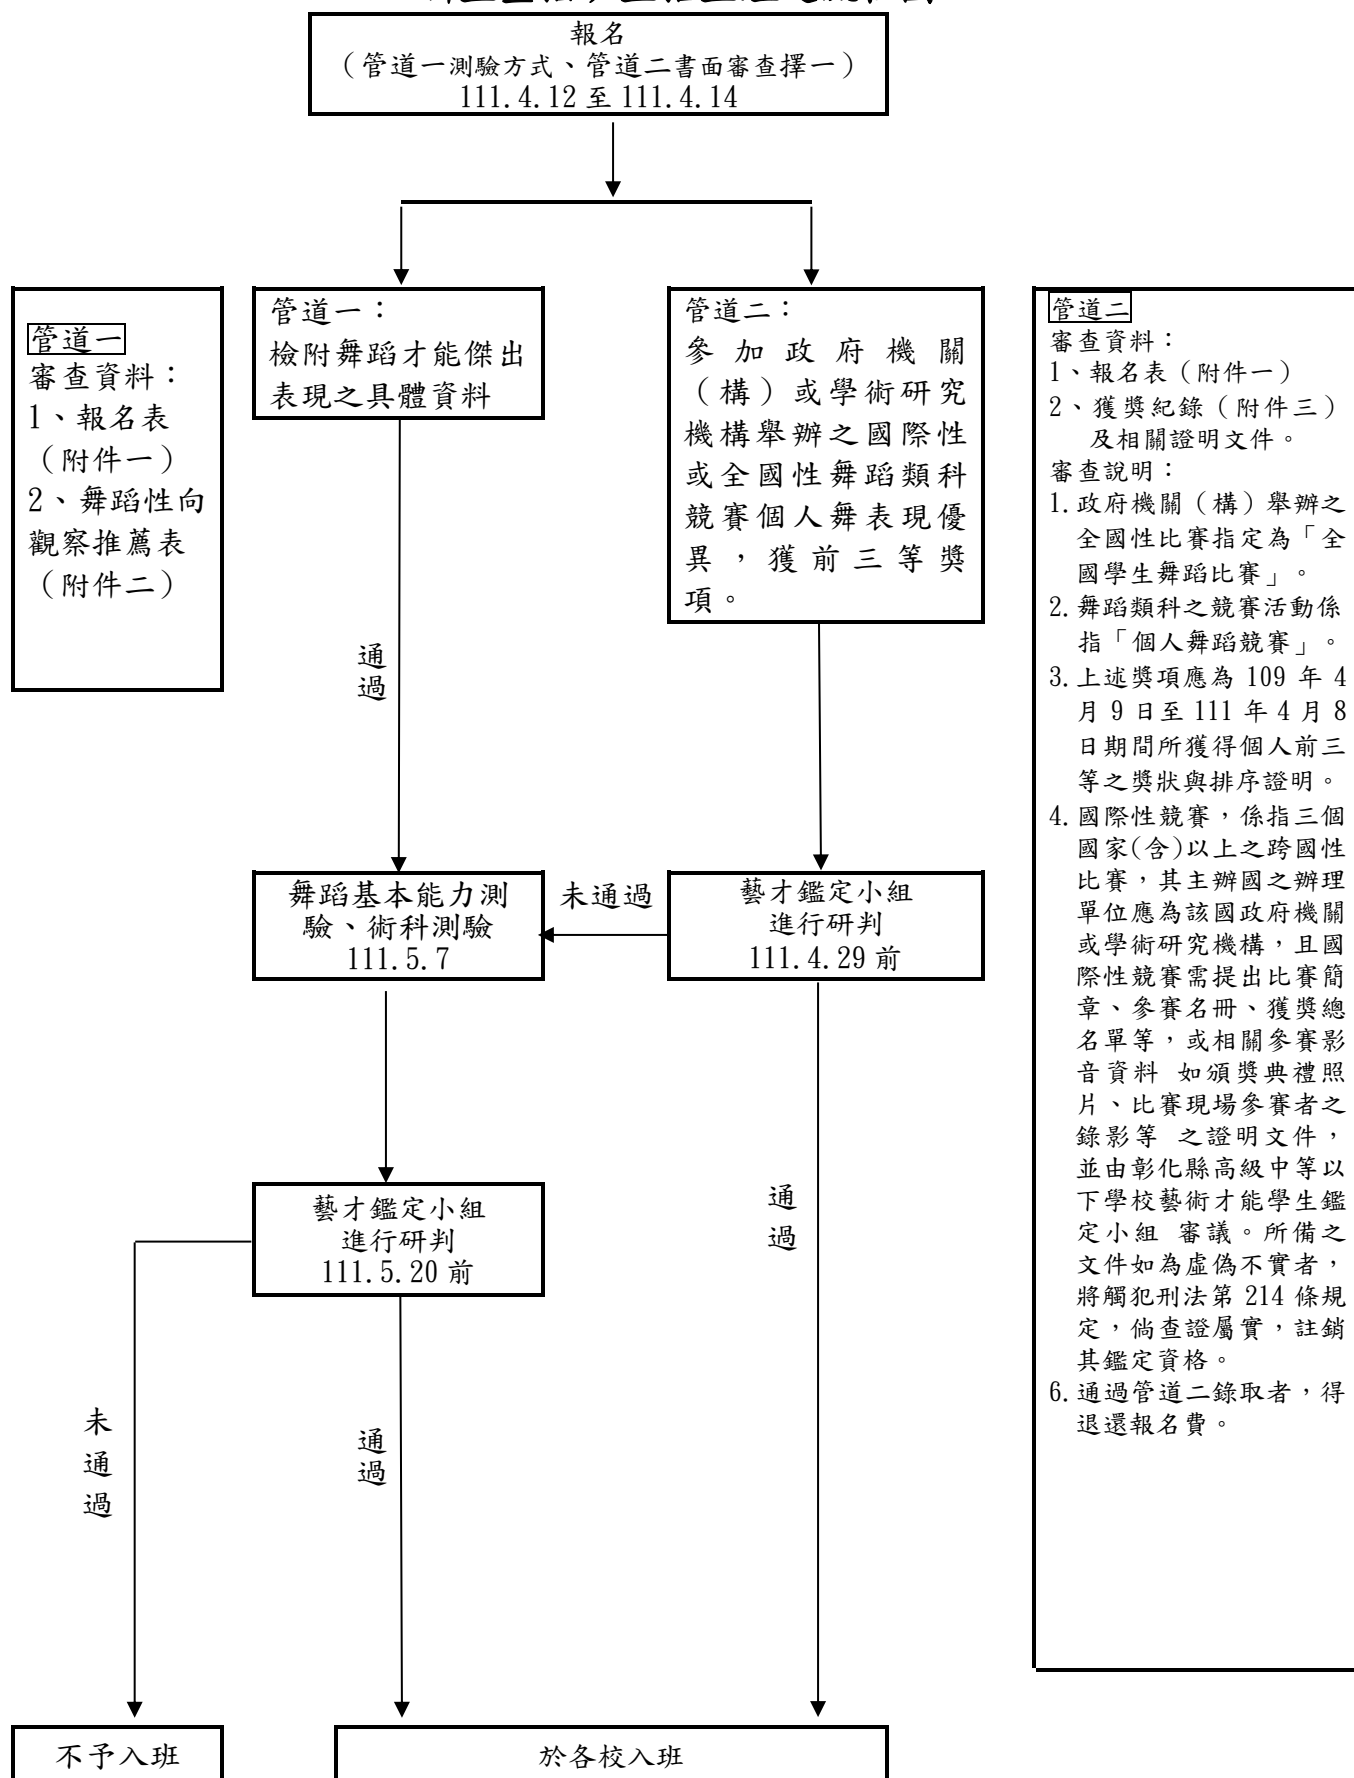 報名
（管道一測驗方式、管道二書面審查擇一）
111.4.12 至 111.4.14
管道一
審查資料：
1、報名表
（附件一）
2、舞蹈性向
觀察推薦表
（附件二）
管道一：
檢附舞蹈才能傑出
表現之具體資料
管道二：
參加政府機關
（構）或學術研究
機構舉辦之國際性
或全國性舞蹈類科
競賽個人舞表現優
異，獲前三等獎
項。
管道二
審查資料：
1、報名表（附件一）
2、獲獎紀錄（附件三）
及相關證明文件。
審查說明：
1.政府機關（構）舉辦之
全國性比賽指定為「全
國學生舞蹈比賽」。
2.舞蹈類科之競賽活動係
指「個人舞蹈競賽」。
3.上述獎項應為 109 年 4
月 9 日至 111 年 4 月 8
日期間所獲得個人前三
等之獎狀與排序證明。
4.國際性競賽，係指三個
國家(含)以上之跨國性
比賽，其主辦國之辦理
單位應為該國政府機關
或學術研究機構，且國
際性競賽需提出比賽簡
章、參賽名冊、獲獎總
名單等，或相關參賽影
音資料 如頒獎典禮照
片、比賽現場參賽者之
錄影等 之證明文件，
並由彰化縣高級中等以
下學校藝術才能學生鑑
定小組 審議。所備之
文件如為虛偽不實者，
將觸犯刑法第 214 條規
定，倘查證屬實，註銷
其鑑定資格。
6.通過管道二錄取者，得
退還報名費。
通過
舞蹈基本能力測
驗、術科測驗
111.5.7
未通過
藝才鑑定小組
進行研判
111.4.29 前
藝才鑑定小組
進行研判
111.5.20 前
通過
未通過
通過
不予入班
於各校入班